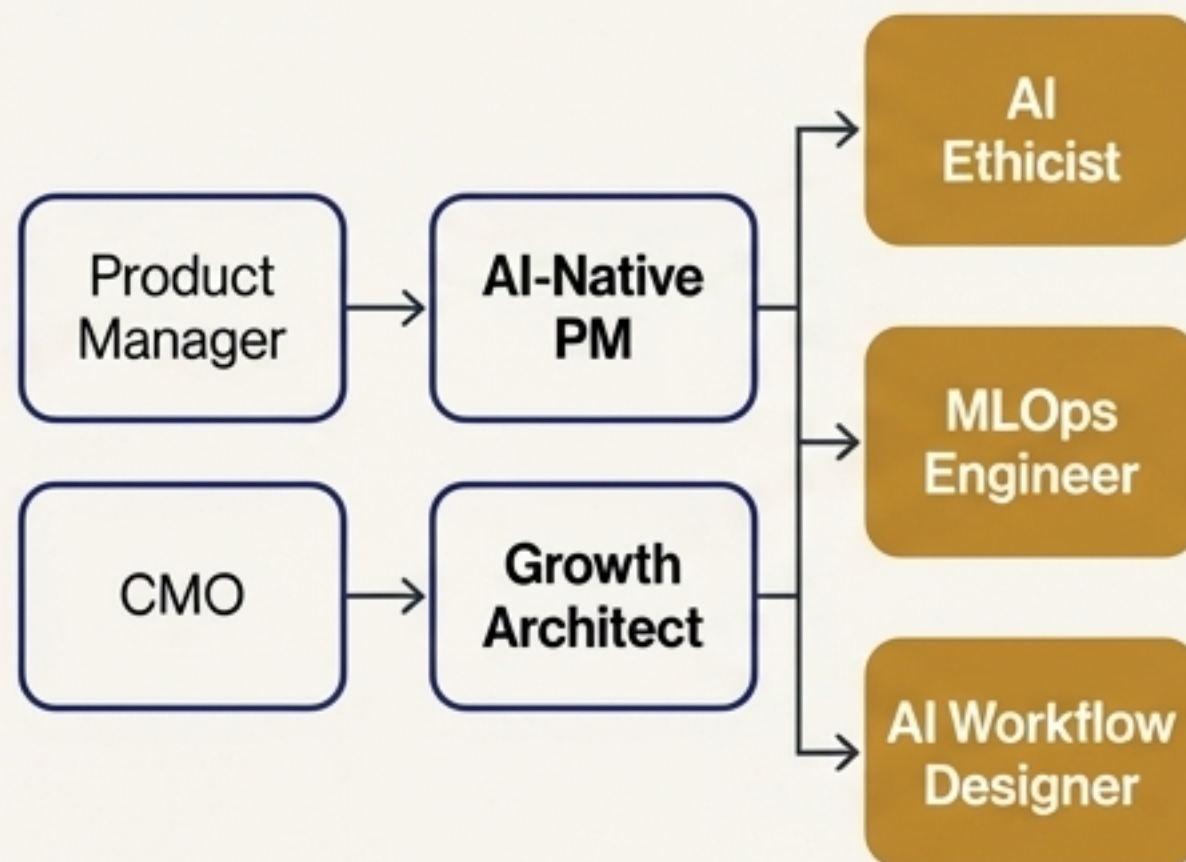 Product
Manager
AI-Native
PM
CMO
Growth
Architect
AI
Ethicist
MLOps
Engineer
AI Workflow
Designer